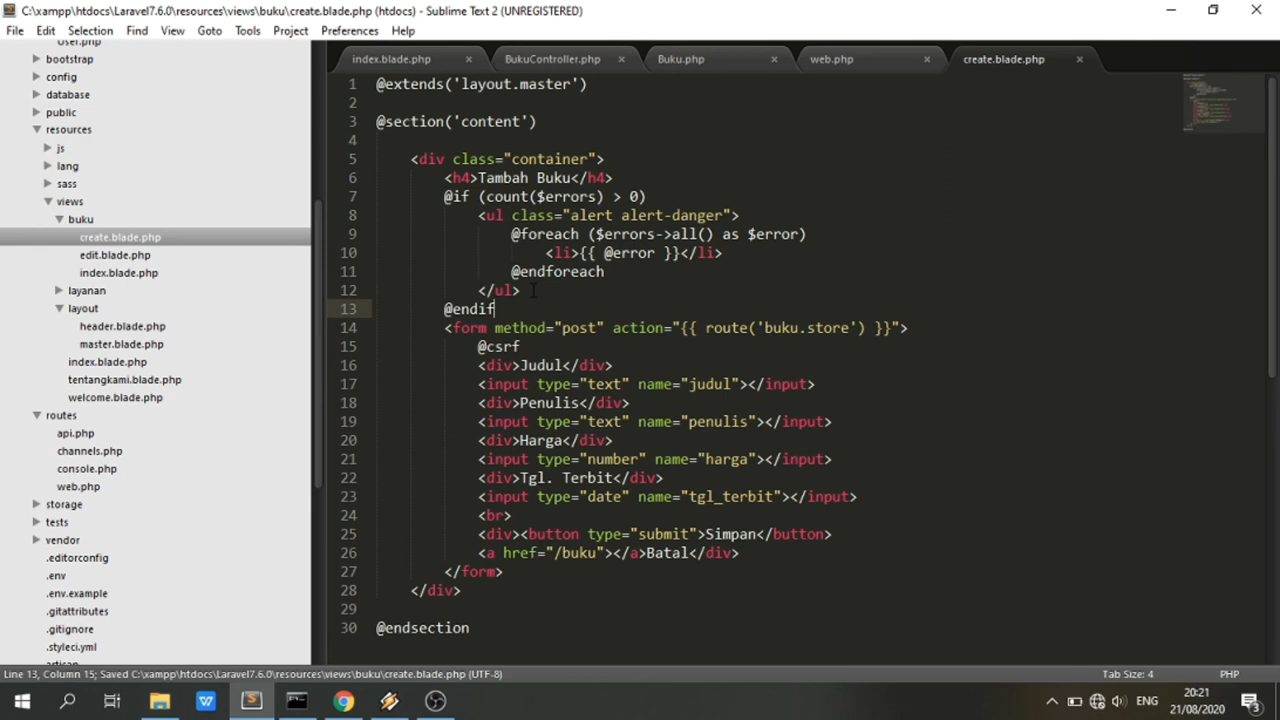 C:\xampp\htdocs\Laravel7.6.0\resources\views\buku\create.blade.php (htdocs) - Sublime Text 2 (UNREGISTERED)
File Edit Selection Find View Goto Tools Project Preferences Help
User.php
bootstrap
config
database
public
resources
js
lang
sass
views
buku
create.blade.php
edit.blade.php
index.blade.php
layanan
layout
header.blade.php
master.blade.php
index.blade.php
tentangkami.blade.php
welcome.blade.php
routes
api.php
channels.php
console.php
web.php
storage
tests
vendor
.editorconfig
.env
.env.example
.gitattributes
.gitignore
.styleci.yml
artisan
index.blade.php × BukuController.php × Buku.php × web.php × create.blade.php ×
1 @extends('layout.master')
2
3 @section('content')
4
5 <div class="container">
6 <h4>Tambah Buku</h4>
7 @if (count($errors) > 0)
8 <ul class="alert alert-danger">
9 @foreach ($errors->all() as $error)
10 <li>{{ @error }}</li>
11 @endforeach
12 </ul>
13 @endif
14 <form method="post" action="{{ route('buku.store') }}">
15 @csrf
16 <div>Judul</div>
17 <input type="text" name="judul"></input>
18 <div>Penulis</div>
19 <input type="text" name="penulis"></input>
20 <div>Harga</div>
21 <input type="number" name="harga"></input>
22 <div>Tgl. Terbit</div>
23 <input type="date" name="tgl_terbit"></input>
24 <br>
25 <div><button type="submit">Simpan</button>
26 <a href="/buku"></a>Batal</div>
27 </form>
28 </div>
29
30 @endsection
Line 13, Column 15; Saved C:\xampp\htdocs\Laravel7.6.0\resources\views\buku\create.blade.php (UTF-8) Tab Size: 4 PHP
ENG
20:21
21/08/2020
3